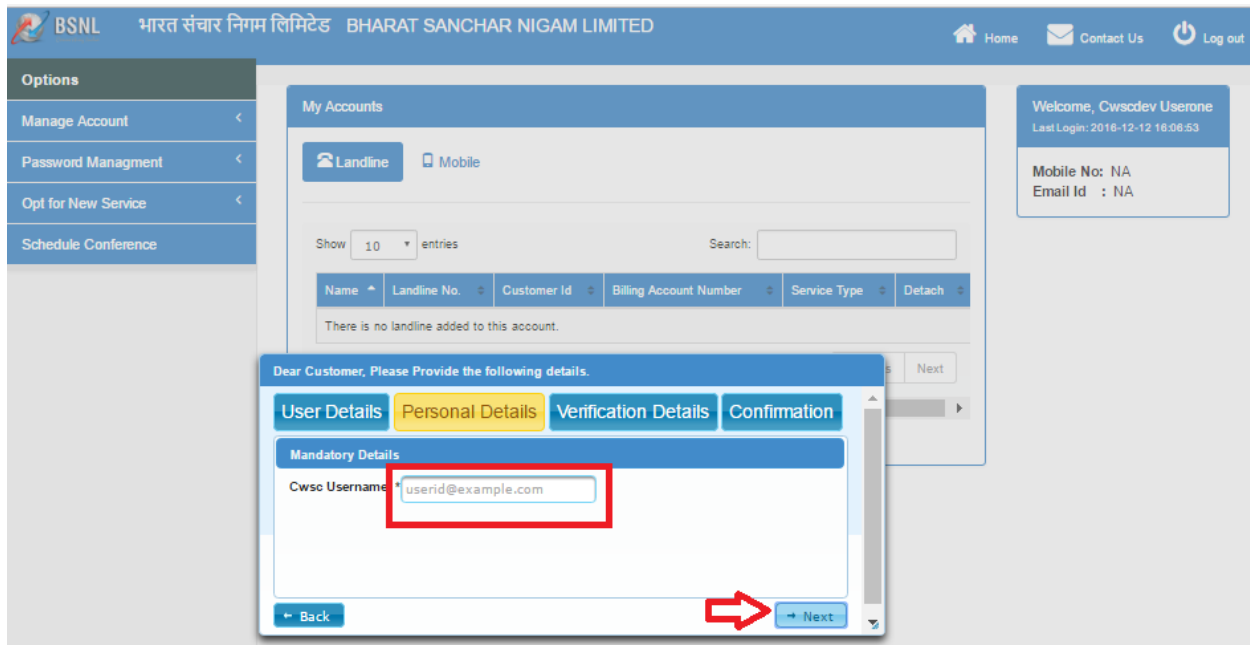 BSNL भारत संचार निगम लिमिटेड BHARAT SANCHAR NIGAM LIMITED
Home Contact Us Log out
Options
Manage Account
Password Managment
Opt for New Service
Schedule Conference
My Accounts
Landline Mobile
Show 10 entries Search:
Name Landline No. Customer Id Billing Account Number Service Type Detach
There is no landline added to this account.
Next
Welcome, Cwscdev Userone
Last Login: 2016-12-12 16:06:53
Mobile No: NA
Email Id : NA
Dear Customer, Please Provide the following details.
User Details Personal Details Verification Details Confirmation
Mandatory Details
Cwsc Username * userid@example.com
← Back → Next